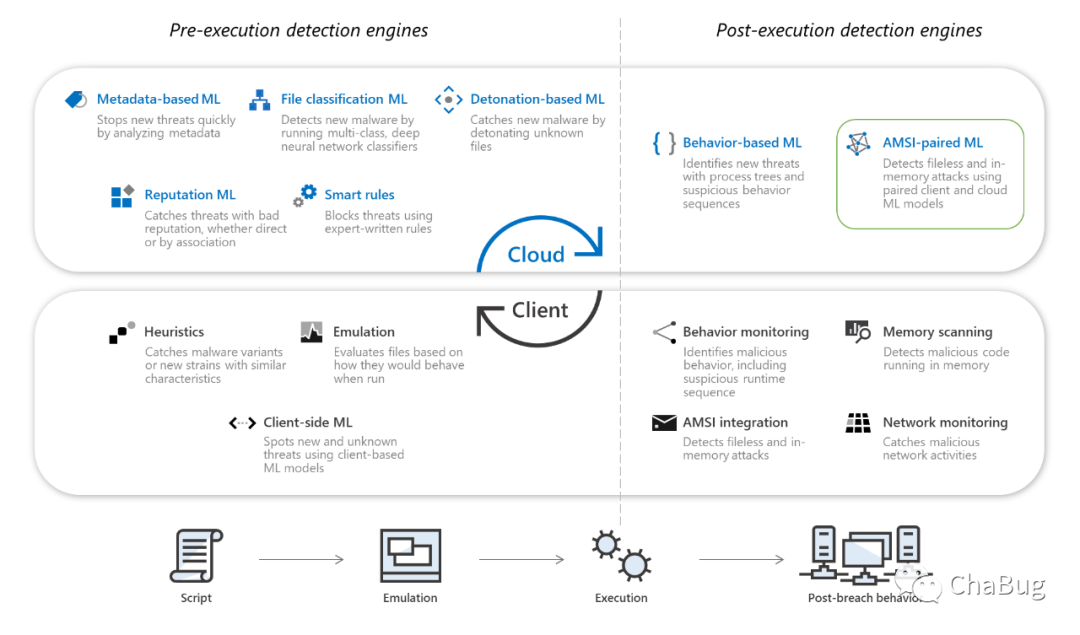 Pre-execution detection engines
Post-execution detection engines
Metadata-based ML
Stops new threats quickly
by analyzing metadata
File classification ML
Detects new malware by
running multi-class, deep
neural network classifiers
Detonation-based ML
Catches new malware by
detonating unknown
files
Reputation ML
Catches threats with bad
reputation, whether direct
or by association
Smart rules
Blocks threats using
expert-written rules
Behavior-based ML
Identifies new threats
with process trees and
suspicious behavior
sequences
AMSI-paired ML
Detects fileless and in-
memory attacks using
paired client and cloud
ML models
Cloud
Client
Heuristics
Catches malware variants
or new strains with similar
characteristics
Emulation
Evaluates files based on
how they would behave
when run
Client-side ML
Spots new and unknown
threats using client-based
ML models
Behavior monitoring
Identifies malicious
behavior, including
suspicious runtime
sequence
Memory scanning
Detects malicious code
running in memory
AMSI integration
Detects fileless and in-
memory attacks
Network monitoring
Catches malicious
network activities
Script
Emulation
Execution
Post-breach behavio
ChaBug